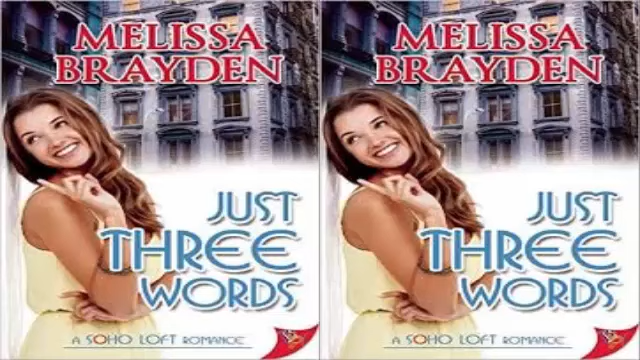 MELISSA
BRAYDEN
JUST
THREE
WORDS
A SOHO LOFT ROMANCE
MELISSA
BRAYDEN
JUST
THREE
WORDS
A SOHO LOFT ROMANCE